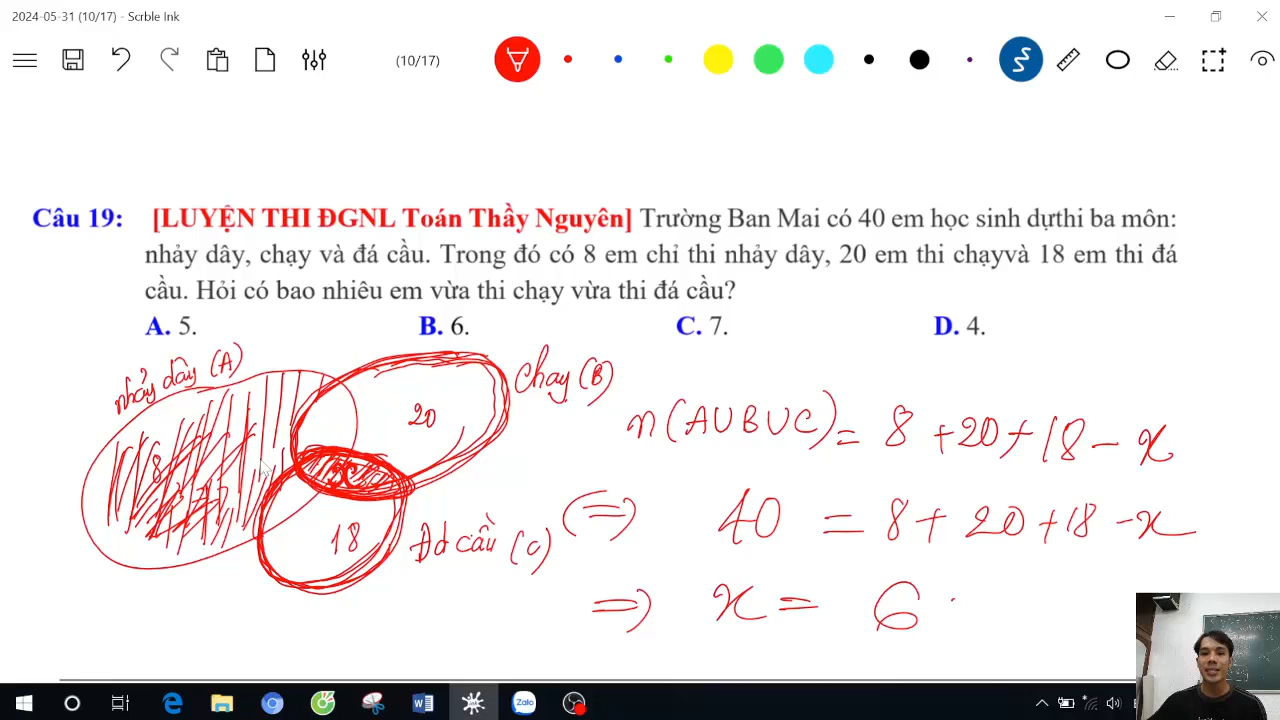 2024-05-31 (10/17) - Scrble Ink
(10/17)
Câu 19: [LUYỆN THI ĐGNL Toán Thầy Nguyên] Trường Ban Mai có 40 em học sinh dựthi ba môn:
nhảy dây, chạy và đá cầu. Trong đó có 8 em chỉ thi nhảy dây, 20 em thi chạyvà 18 em thi đá
cầu. Hỏi có bao nhiêu em vừa thi chạy vừa thi đá cầu?
A. 5. B. 6. C. 7. D. 4.
nhảy dây (A)
chạy (B)
20
8
x
18
Đá cầu (C)
n(AUBUC) = 8 + 20 + 18 - x
(=) 40 = 8 + 20 + 18 - x
=) x = 6
Zalo